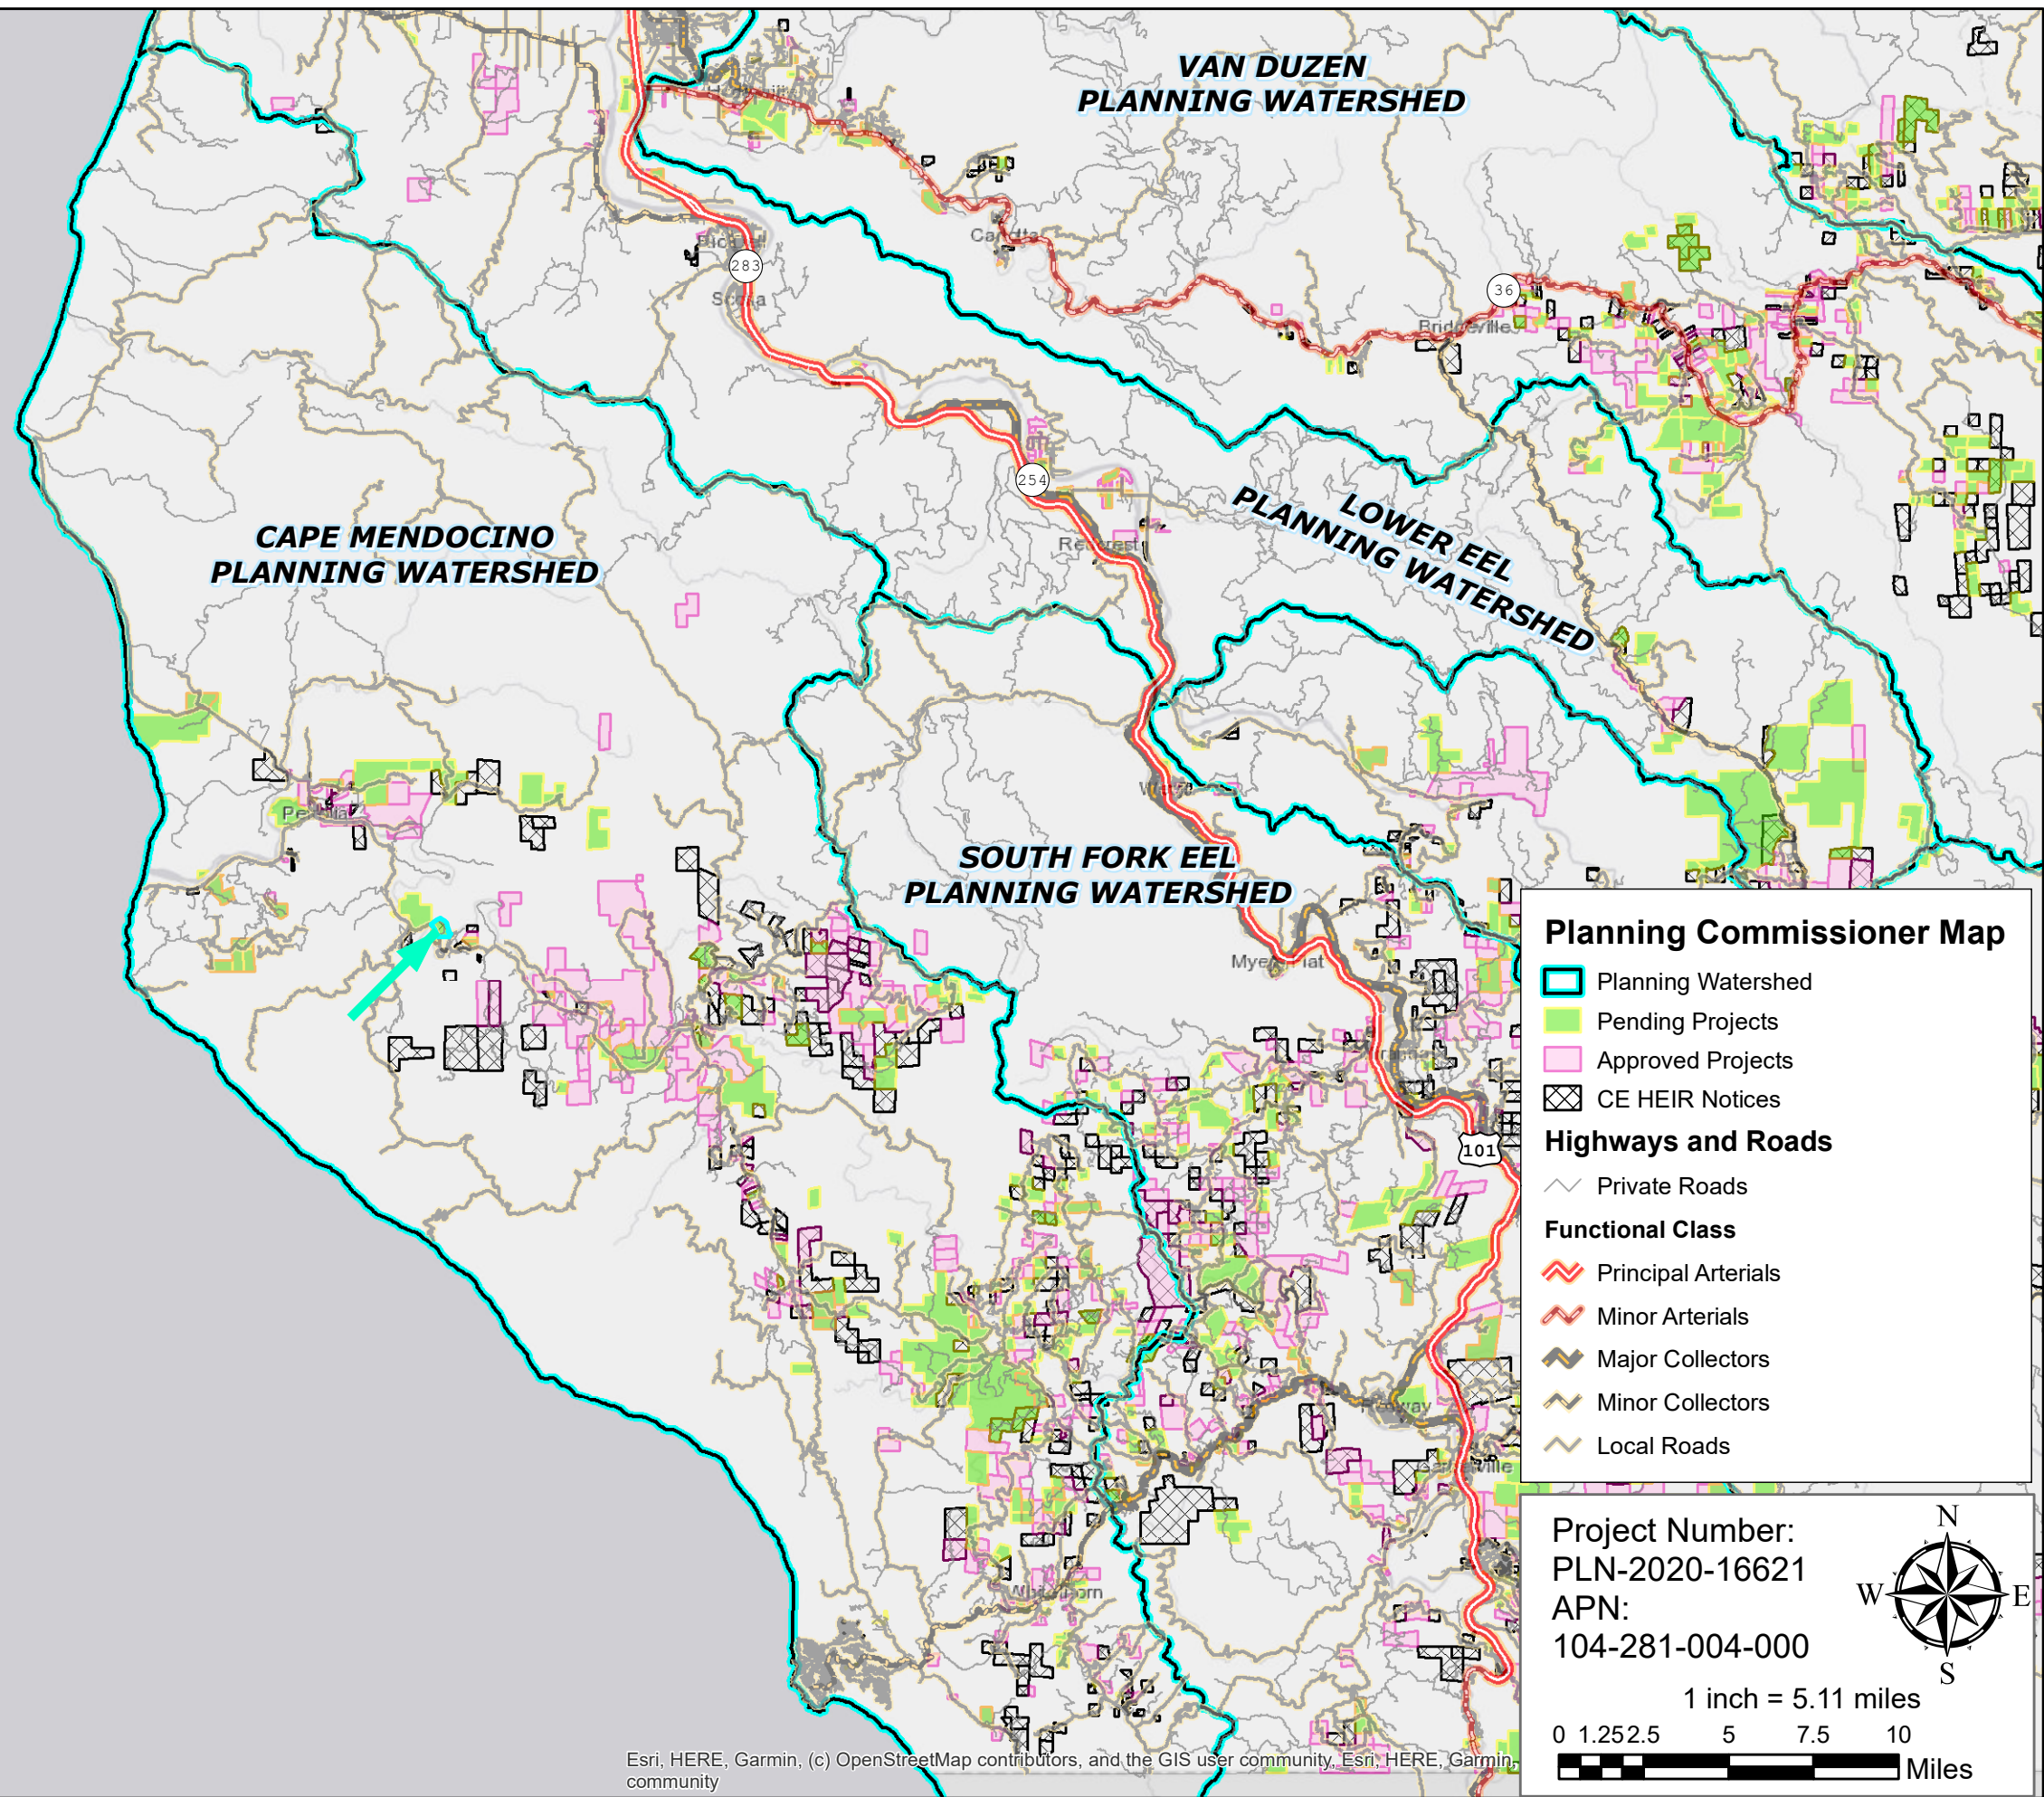 VAN DUZEN
PLANNING WATERSHED
283
36
Bridgeville
254
Redcrest
LOWER EEL
PLANNING WATERSHED
CAPE MENDOCINO
PLANNING WATERSHED
SOUTH FORK EEL
PLANNING WATERSHED
101
Planning Commissioner Map
Planning Watershed
Pending Projects
Approved Projects
CE HEIR Notices
Highways and Roads
Private Roads
Functional Class
Principal Arterials
Minor Arterials
Major Collectors
Minor Collectors
Local Roads
Project Number:
PLN-2020-16621
APN:
104-281-004-000
N
W
E
S
1 inch = 5.11 miles
0 1.25 2.5 5 7.5 10
Miles
Esri, HERE, Garmin, (c) OpenStreetMap contributors, and the GIS user community, Esri, HERE, Garmin,
community